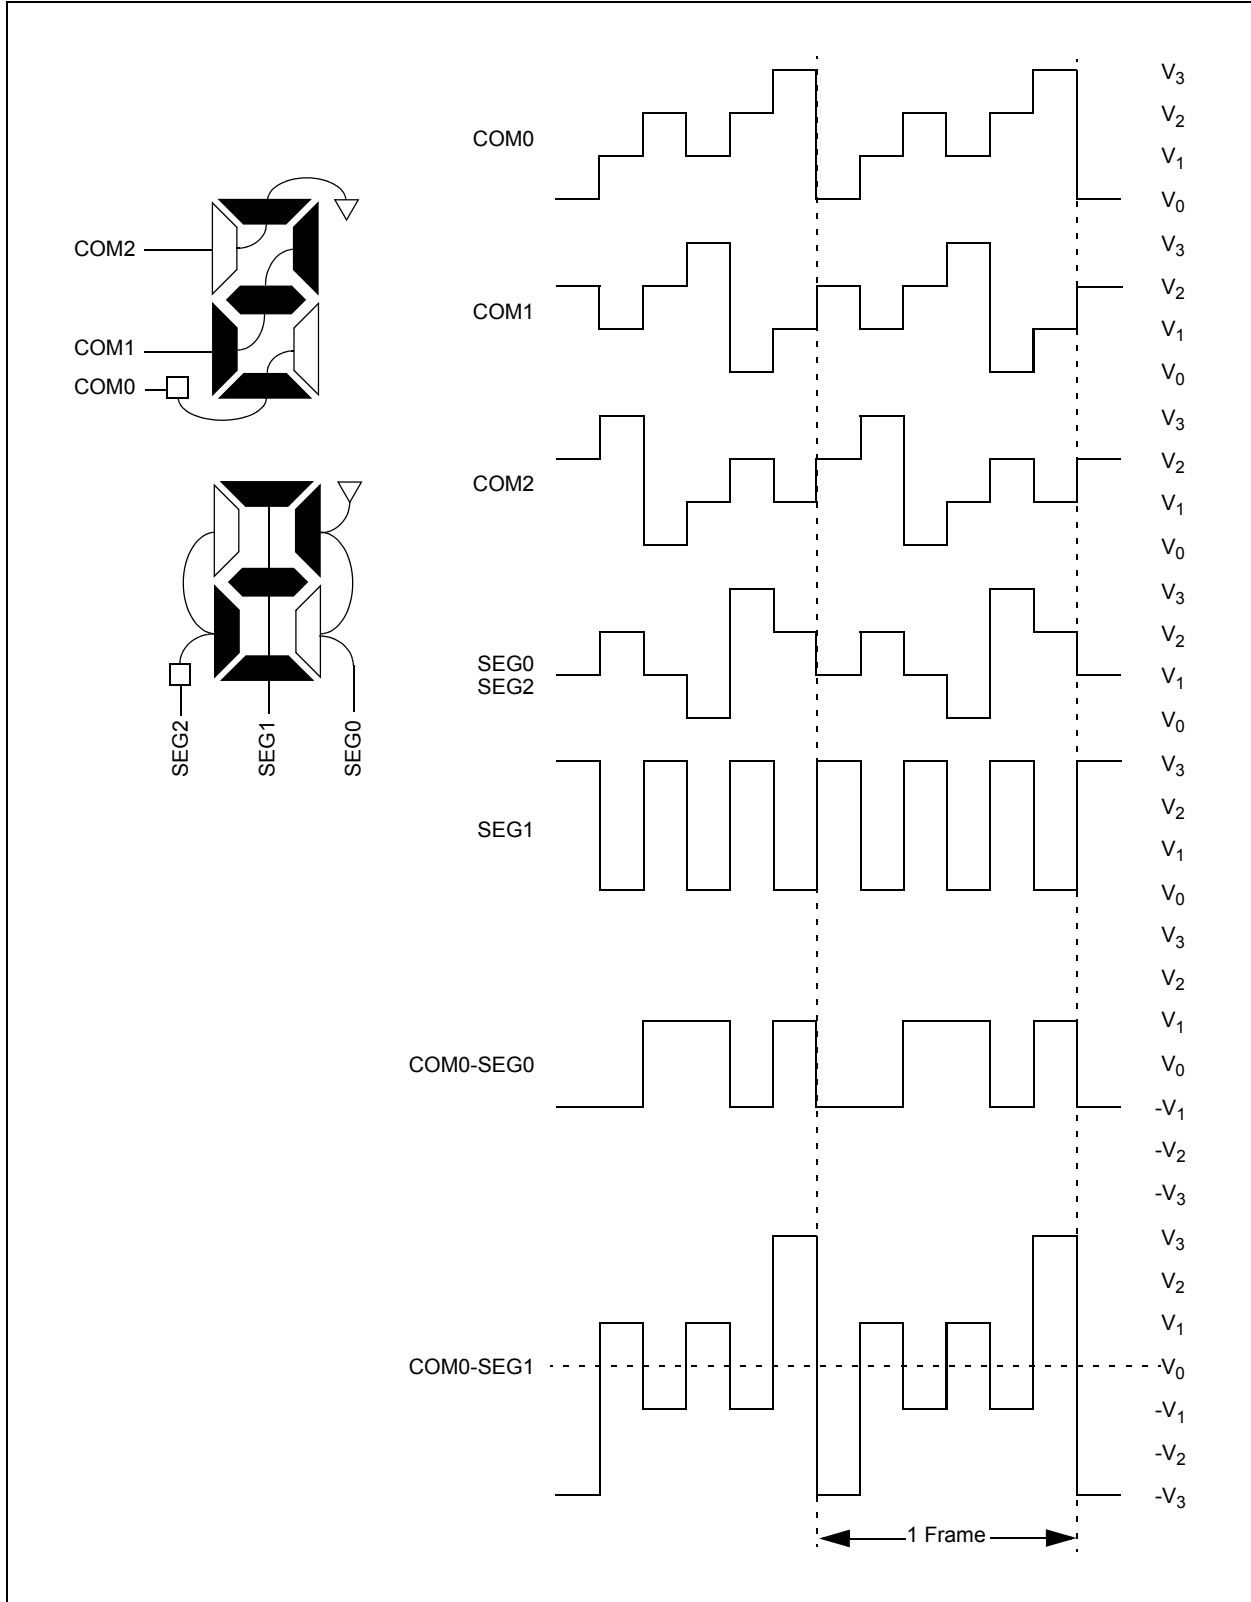 COM2
COM1
COM0
SEG2
SEG1
SEG0
COM0
V3
V2
V1
V0
COM1
V3
V2
V1
V0
COM2
V3
V2
V1
V0
SEG0
SEG2
V3
V2
V1
V0
SEG1
V3
V2
V1
V0
COM0-SEG0
V3
V2
V1
V0
-V1
-V2
-V3
COM0-SEG1
V3
V2
V1
V0
-V1
-V2
-V3
1 Frame